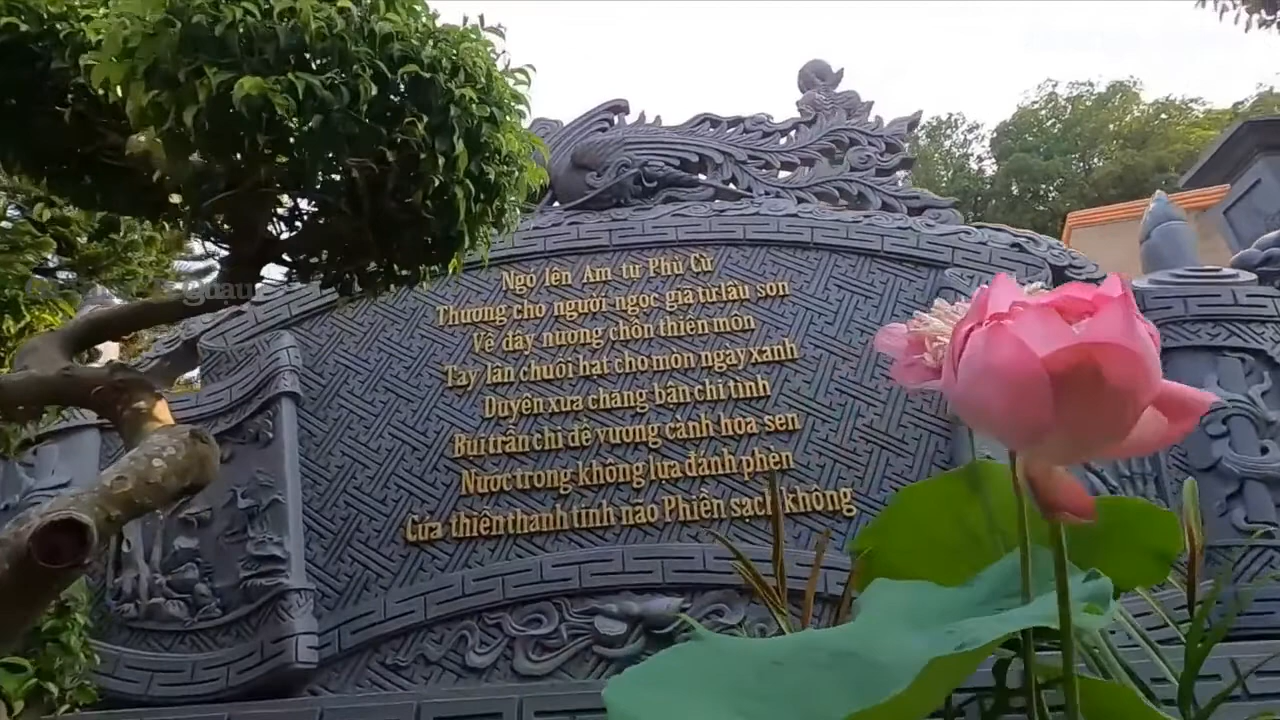 Ngó lên Am tự Phù Cừ
Thương cho người ngọc giã từ lâu son
Về đây nương chốn thiền môn
Tay lần chuỗi hạt cho mòn ngày xanh
Duyên xưa chẳng bận chi tình
Bụi trần chi để vương cành hoa sen
Nước trong không lựa đánh phèn
Cửa thiền thanh tịnh não Phiền sạch không